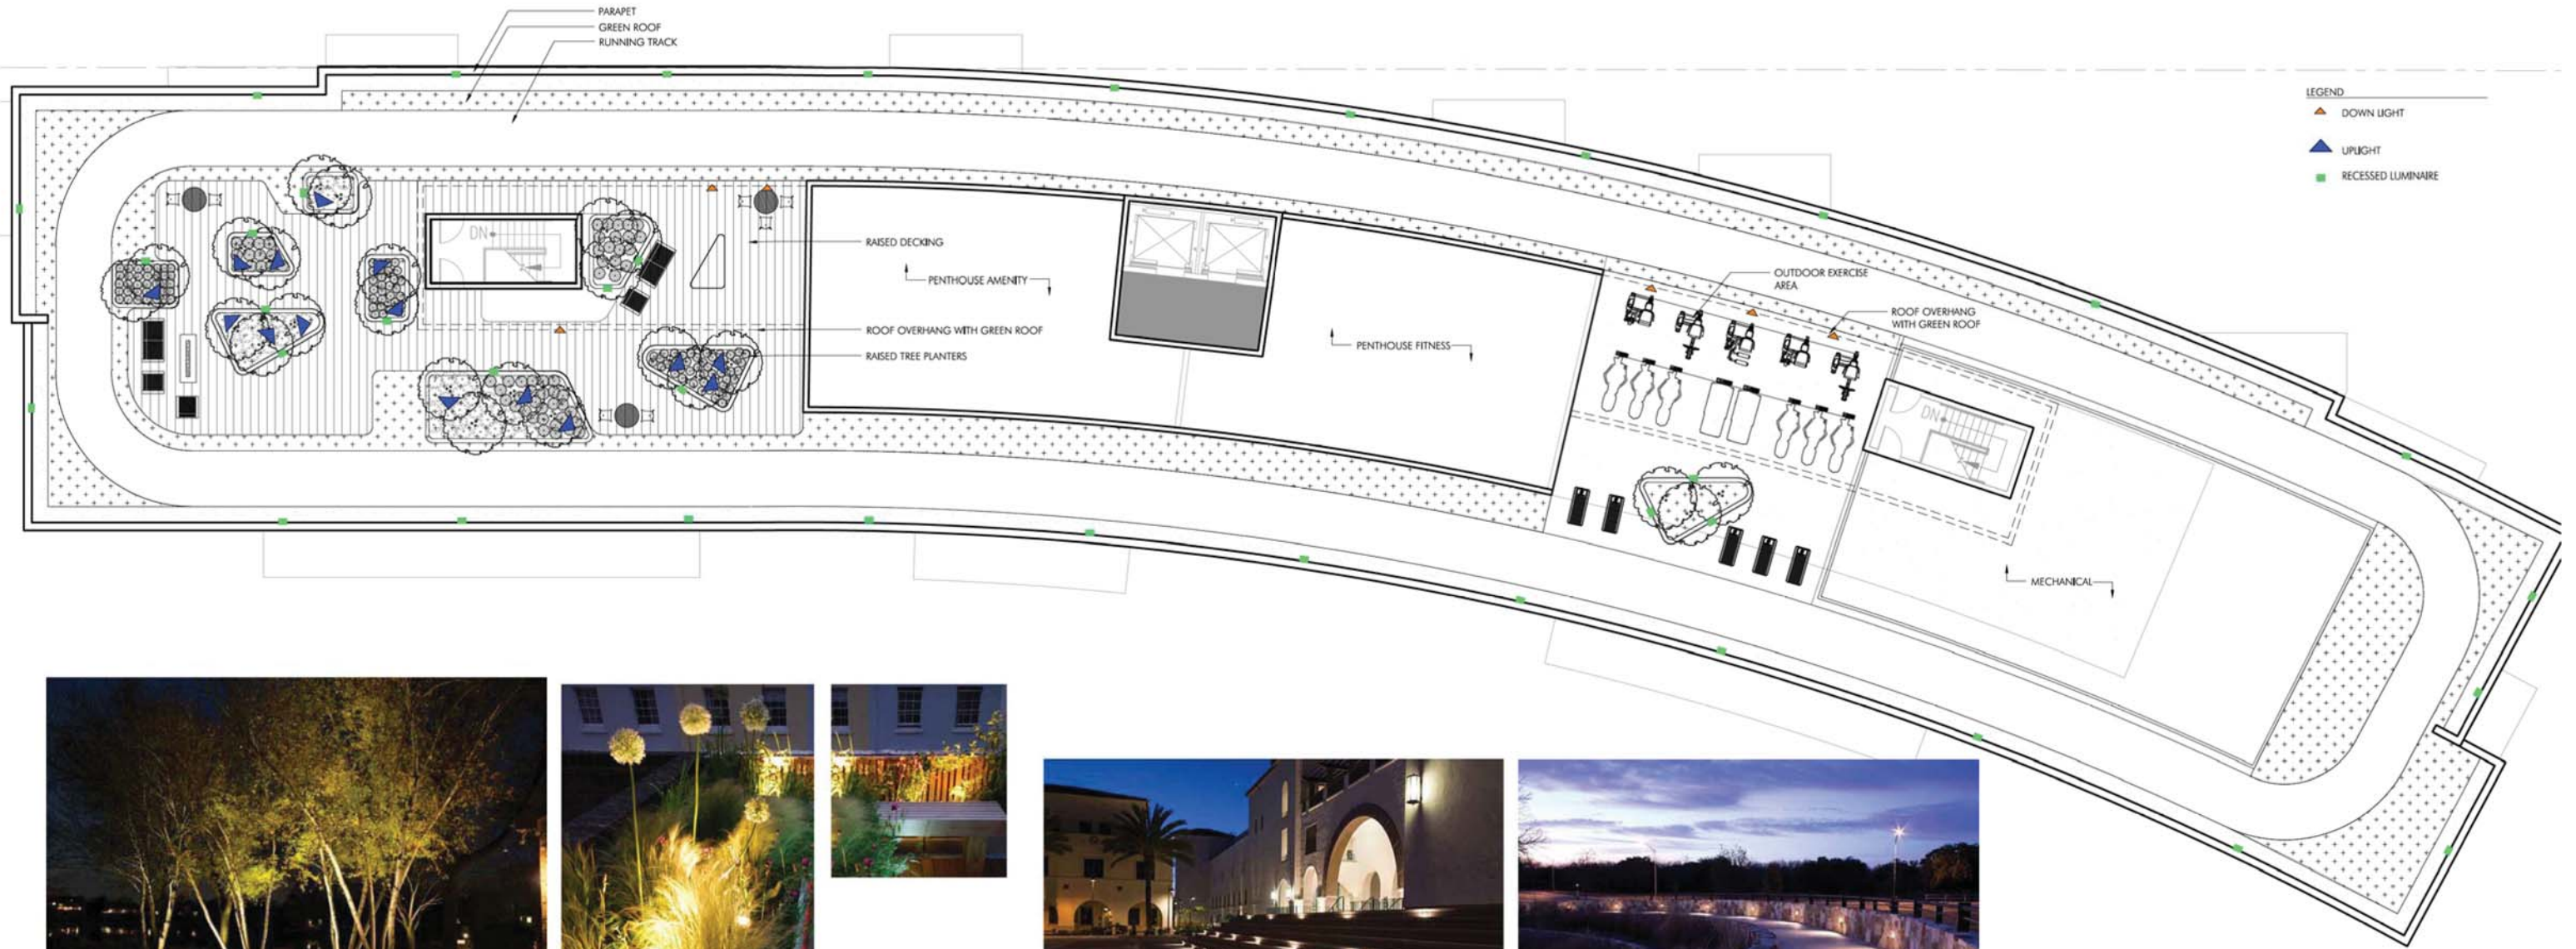 PARAPET
GREEN ROOF
RUNNING TRACK
LEGEND
DOWN LIGHT
UPLIGHT
RECESSED LUMINAIRE
DN
RAISED DECKING
PENTHOUSE AMENITY
ROOF OVERHANG WITH GREEN ROOF
RAISED TREE PLANTERS
PENTHOUSE FITNESS
OUTDOOR EXERCISE
AREA
ROOF OVERHANG
WITH GREEN ROOF
DN
MECHANICAL